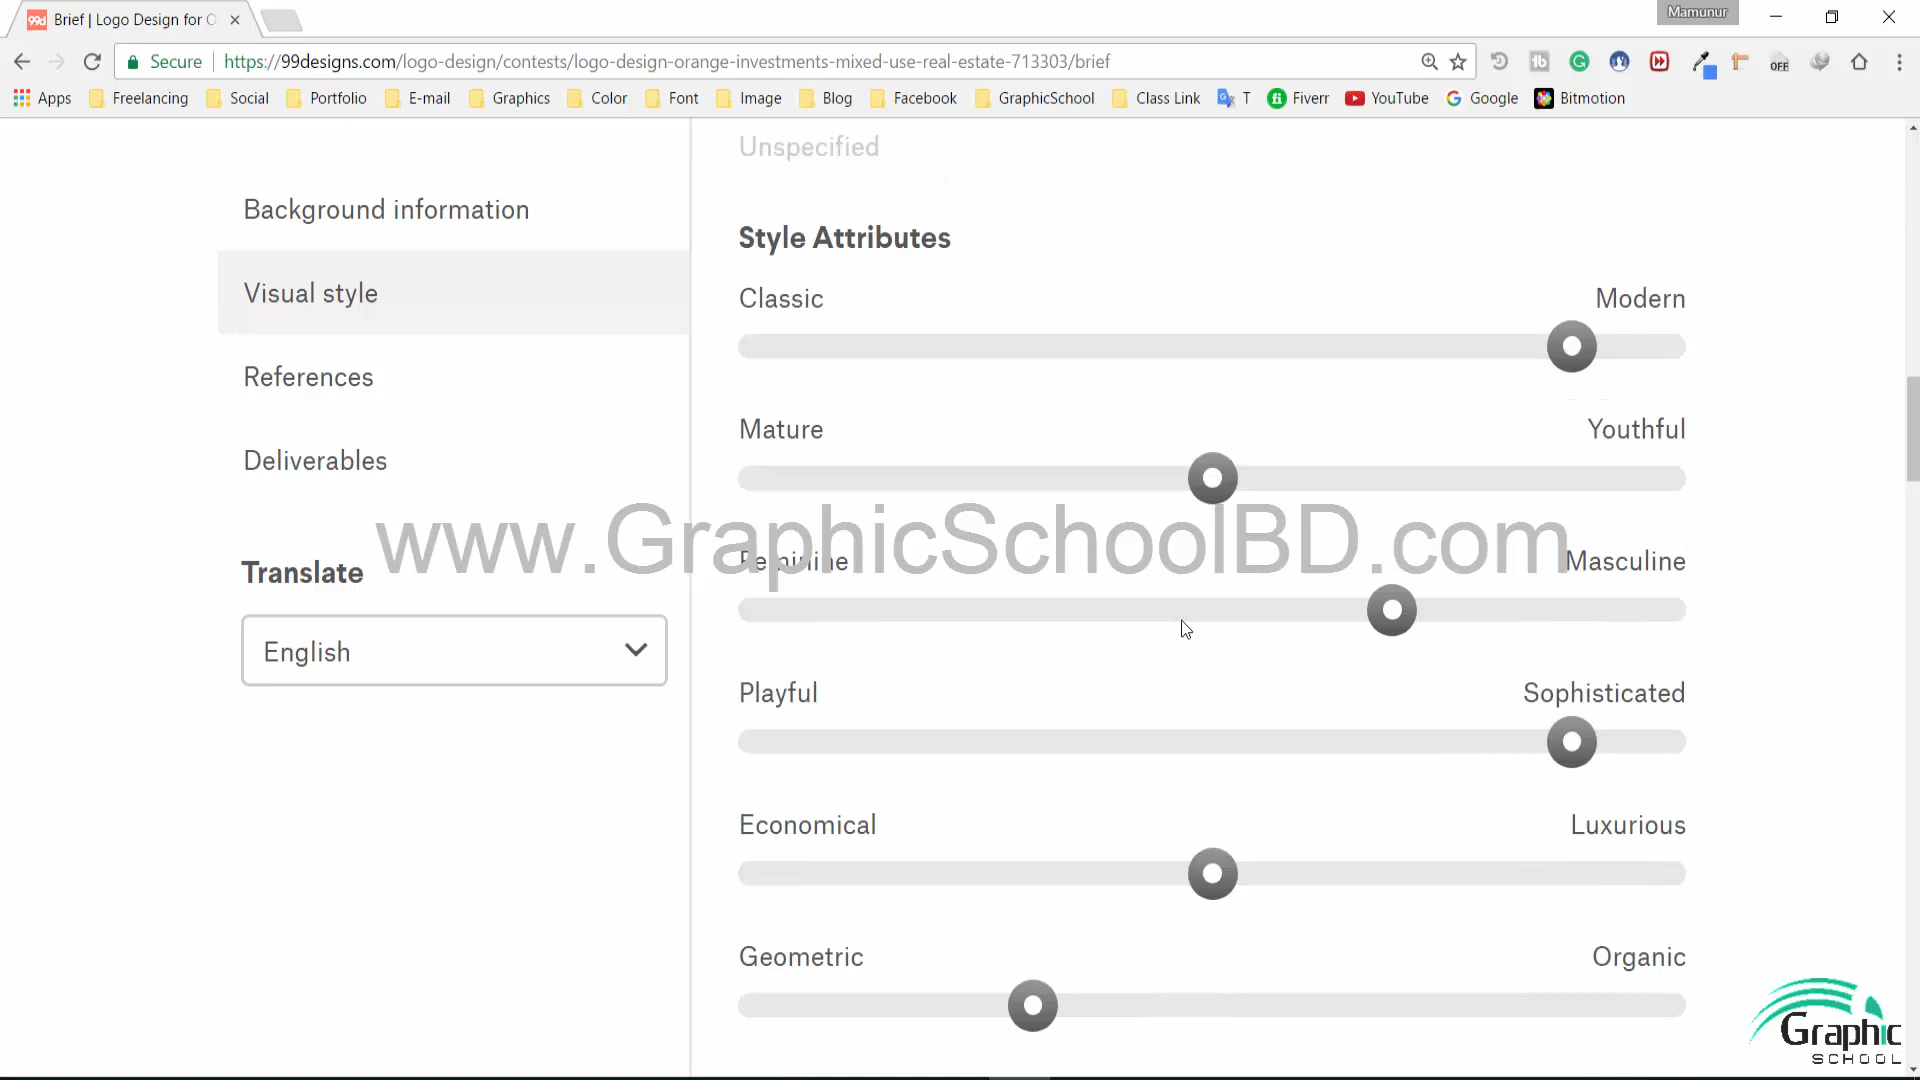 Brief | Logo Design for O
Mamunur
Secure
https://99designs.com/logo-design/contests/logo-design-orange-investments-mixed-use-real-estate-713303/brief
OFF
Apps Freelancing Social Portfolio E-mail Graphics Color Font Image Blog Facebook GraphicSchool Class Link T Fiverr YouTube Google Bitmotion
Unspecified
Background information
Visual style
References
Deliverables
Translate
English
Style Attributes
Classic Modern
Mature Youthful
www.GraphicSchoolBD.com
Feminine Masculine
Playful Sophisticated
Economical Luxurious
Geometric Organic
Graphic
SCHOOL